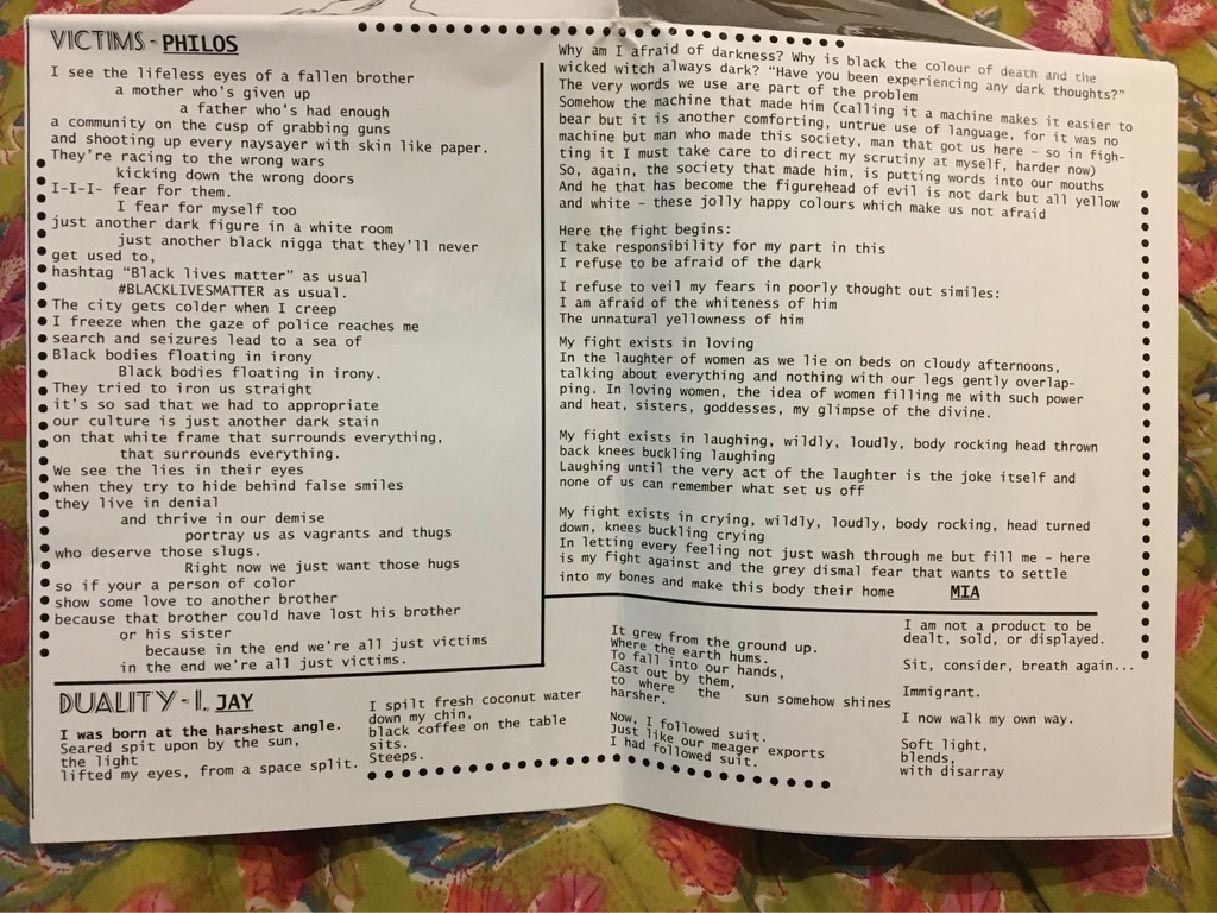 VICTIMS - PHILOS
I see the lifeless eyes of a fallen brother
a mother who's given up
a father who's had enough
a community on the cusp of grabbing guns
and shooting up every naysayer with skin like paper.
They're racing to the wrong wars
kicking down the wrong doors
I-I-I- fear for them.
I fear for myself too
just another dark figure in a white room
just another black nigga that they'll never
get used to,
hashtag "Black lives matter" as usual
#BLACKLIVESMATTER as usual.
The city gets colder when I creep
I freeze when the gaze of police reaches me
search and seizures lead to a sea of
Black bodies floating in irony
Black bodies floating in irony.
They tried to iron us straight
it's so sad that we had to appropriate
our culture is just another dark stain
on that white frame that surrounds everything,
that surrounds everything.
We see the lies in their eyes
when they try to hide behind false smiles
they live in denial
and thrive in our demise
portray us as vagrants and thugs
who deserve those slugs.
Right now we just want those hugs
so if your a person of color
show some love to another brother
because that brother could have lost his brother
or his sister
because in the end we're all just victims
in the end we're all just victims.
Why am I afraid of darkness? Why is black the colour of death and the
wicked witch always dark? "Have you been experiencing any dark thoughts?"
The very words we use are part of the problem
Somehow the machine that made him (calling it a machine makes it easier to
bear but it is another comforting, untrue use of language, for it was no
machine but man who made this society, man that got us here - so in figh-
ting it I must take care to direct my scrutiny at myself, harder now)
So, again, the society that made him, is putting words into our mouths
And he that has become the figurehead of evil is not dark but all yellow
and white - these jolly happy colours which make us not afraid
Here the fight begins:
I take responsibility for my part in this
I refuse to be afraid of the dark
I refuse to veil my fears in poorly thought out similes:
I am afraid of the whiteness of him
The unnatural yellowness of him
My fight exists in loving
In the laughter of women as we lie on beds on cloudy afternoons,
talking about everything and nothing with our legs gently overlap-
ping. In loving women, the idea of women filling me with such power
and heat, sisters, goddesses, my glimpse of the divine.
My fight exists in laughing, wildly, loudly, body rocking head thrown
back knees buckling laughing
Laughing until the very act of the laughter is the joke itself and
none of us can remember what set us off
My fight exists in crying, wildly, loudly, body rocking, head turned
down, knees buckling crying
In letting every feeling not just wash through me but fill me - here
is my fight against and the grey dismal fear that wants to settle
into my bones and make this body their home
MIA
DUALITY - I. JAY
I was born at the harshest angle.
Seared spit upon by the sun,
the light
lifted my eyes, from a space split.
I spilt fresh coconut water
down my chin,
black coffee on the table
sits.
Steeps.
It grew from the ground up.
Where the earth hums.
To fall into our hands,
Cast out by them,
to where the sun somehow shines
harsher.
Now, I followed suit.
Just like our meager exports
I had followed suit.
I am not a product to be
dealt, sold, or displayed.
Sit, consider, breath again...
Immigrant.
I now walk my own way.
Soft light,
blends,
with disarray